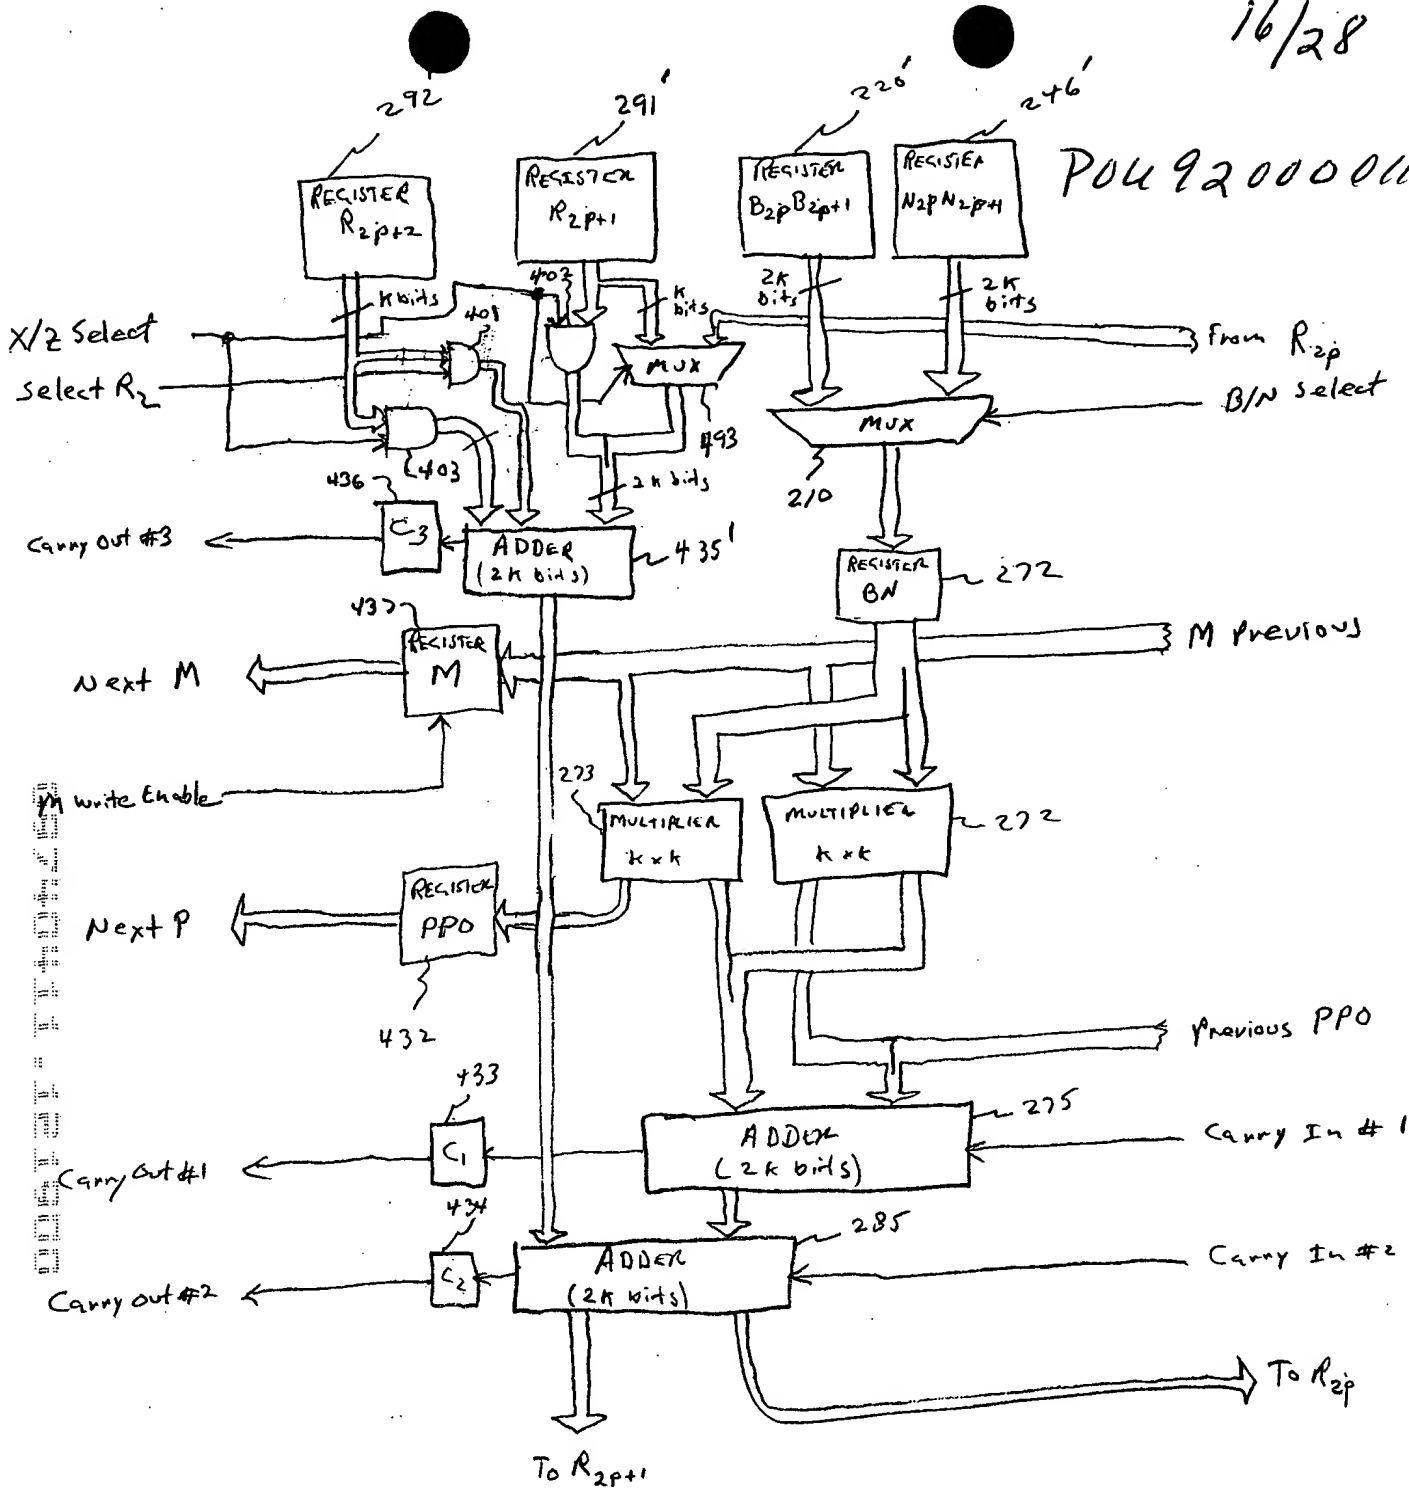 16/28
292
291'
220'
246'
POU92000011
REGISTER
R2p+2
REGISTER
R2p+1
REGISTER
B2pB2p+1
REGISTER
N2pN2p+1
K bits
402
K
bits
2K
bits
2K
bits
X/Z Select
401
MUX
From R2p
Select R2
493
MUX
B/N Select
403
2K bits
210
436
Carry Out #3
C3
ADDER
(2K bits)
435'
REGISTER
BN
272
437
REGISTER
M
M Previous
Next M
M Write Enable
273
MULTIPLIER
k x k
MULTIPLIER
k x k
272
REGISTER
PPO
Next P
432
Previous PPO
433
275
C1
ADDER
(2K bits)
Carry In #1
Carry Out #1
434
285
C2
ADDER
(2K bits)
Carry In #2
Carry Out #2
To R2p
To R2p+1